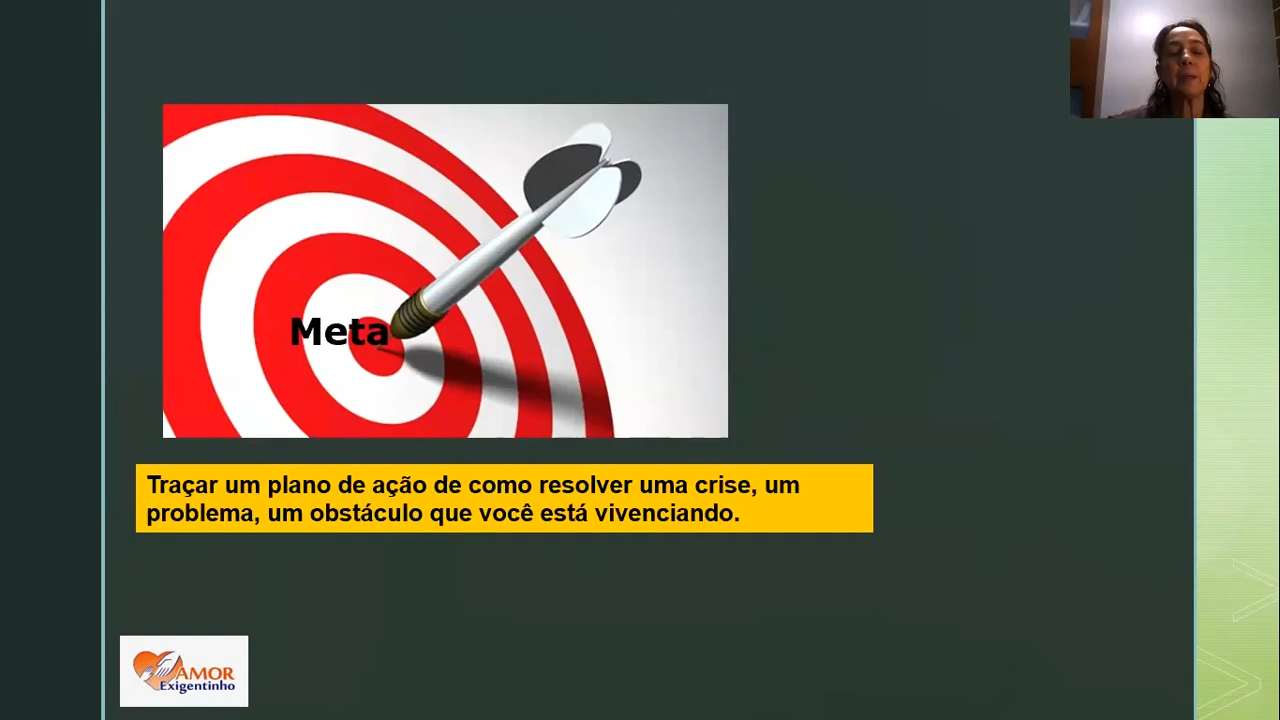 Meta
Traçar um plano de ação de como resolver uma crise, um
problema, um obstáculo que você está vivenciando.
AMOR
Exigentinho